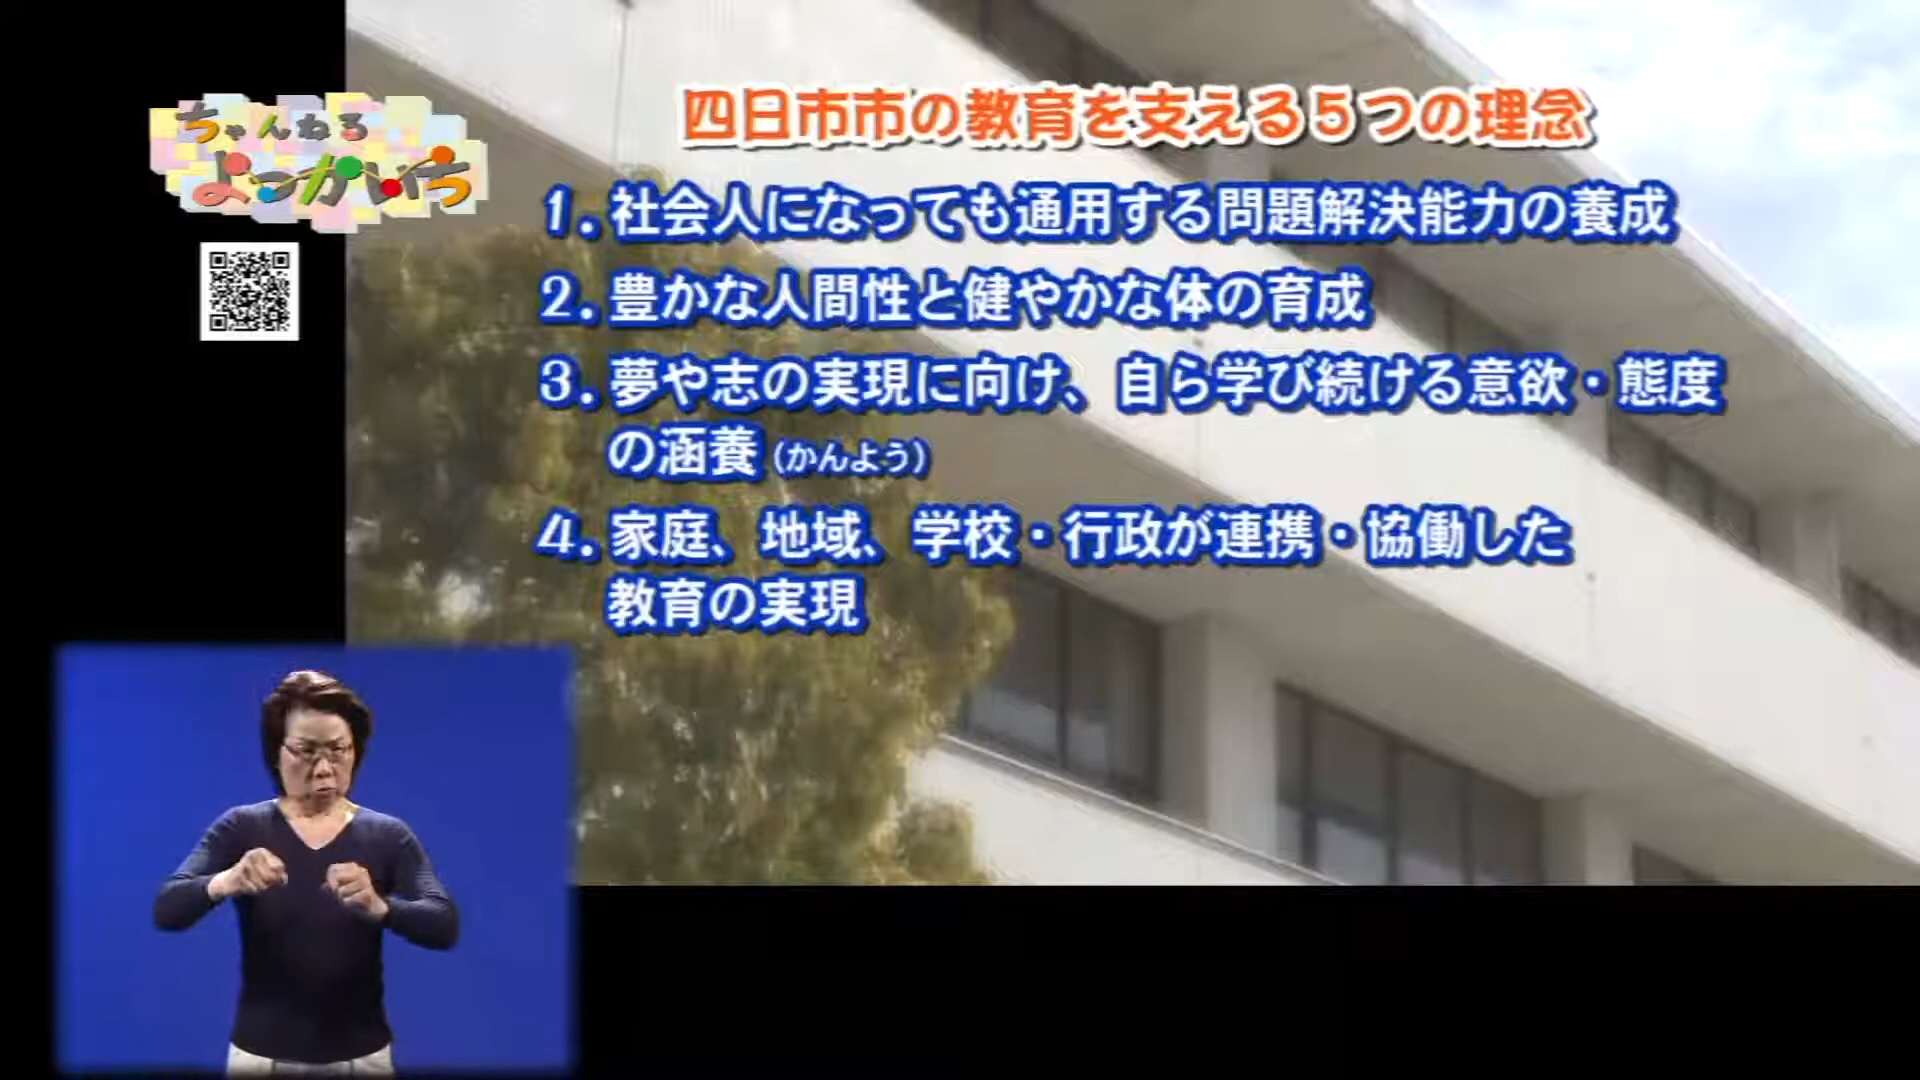 ちゃんねる
よっかいち
四日市市の教育を支える5つの理念
1.社会人になっても通用する問題解決能力の養成
2.豊かな人間性と健やかな体の育成
3.夢や志の実現に向け、自ら学び続ける意欲・態度
の涵養(かんよう)
4.家庭、地域、学校・行政が連携・協働した
教育の実現